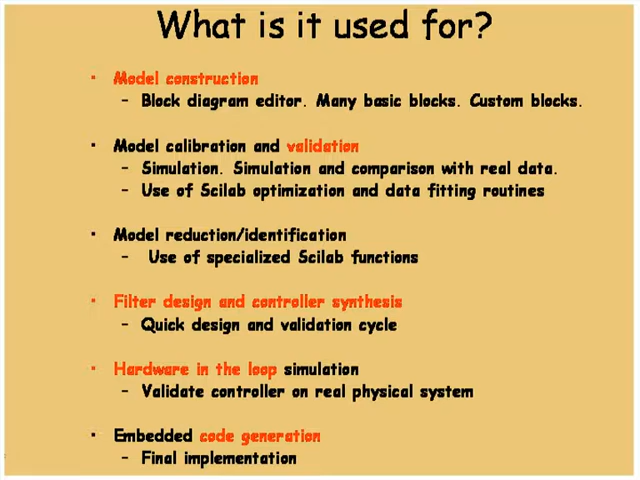 What is it used for?
• Model construction
– Block diagram editor. Many basic blocks. Custom blocks.
• Model calibration and validation
– Simulation. Simulation and comparison with real data.
– Use of Scilab optimization and data fitting routines
• Model reduction/identification
– Use of specialized Scilab functions
• Filter design and controller synthesis
– Quick design and validation cycle
• Hardware in the loop simulation
– Validate controller on real physical system
• Embedded code generation
– Final implementation